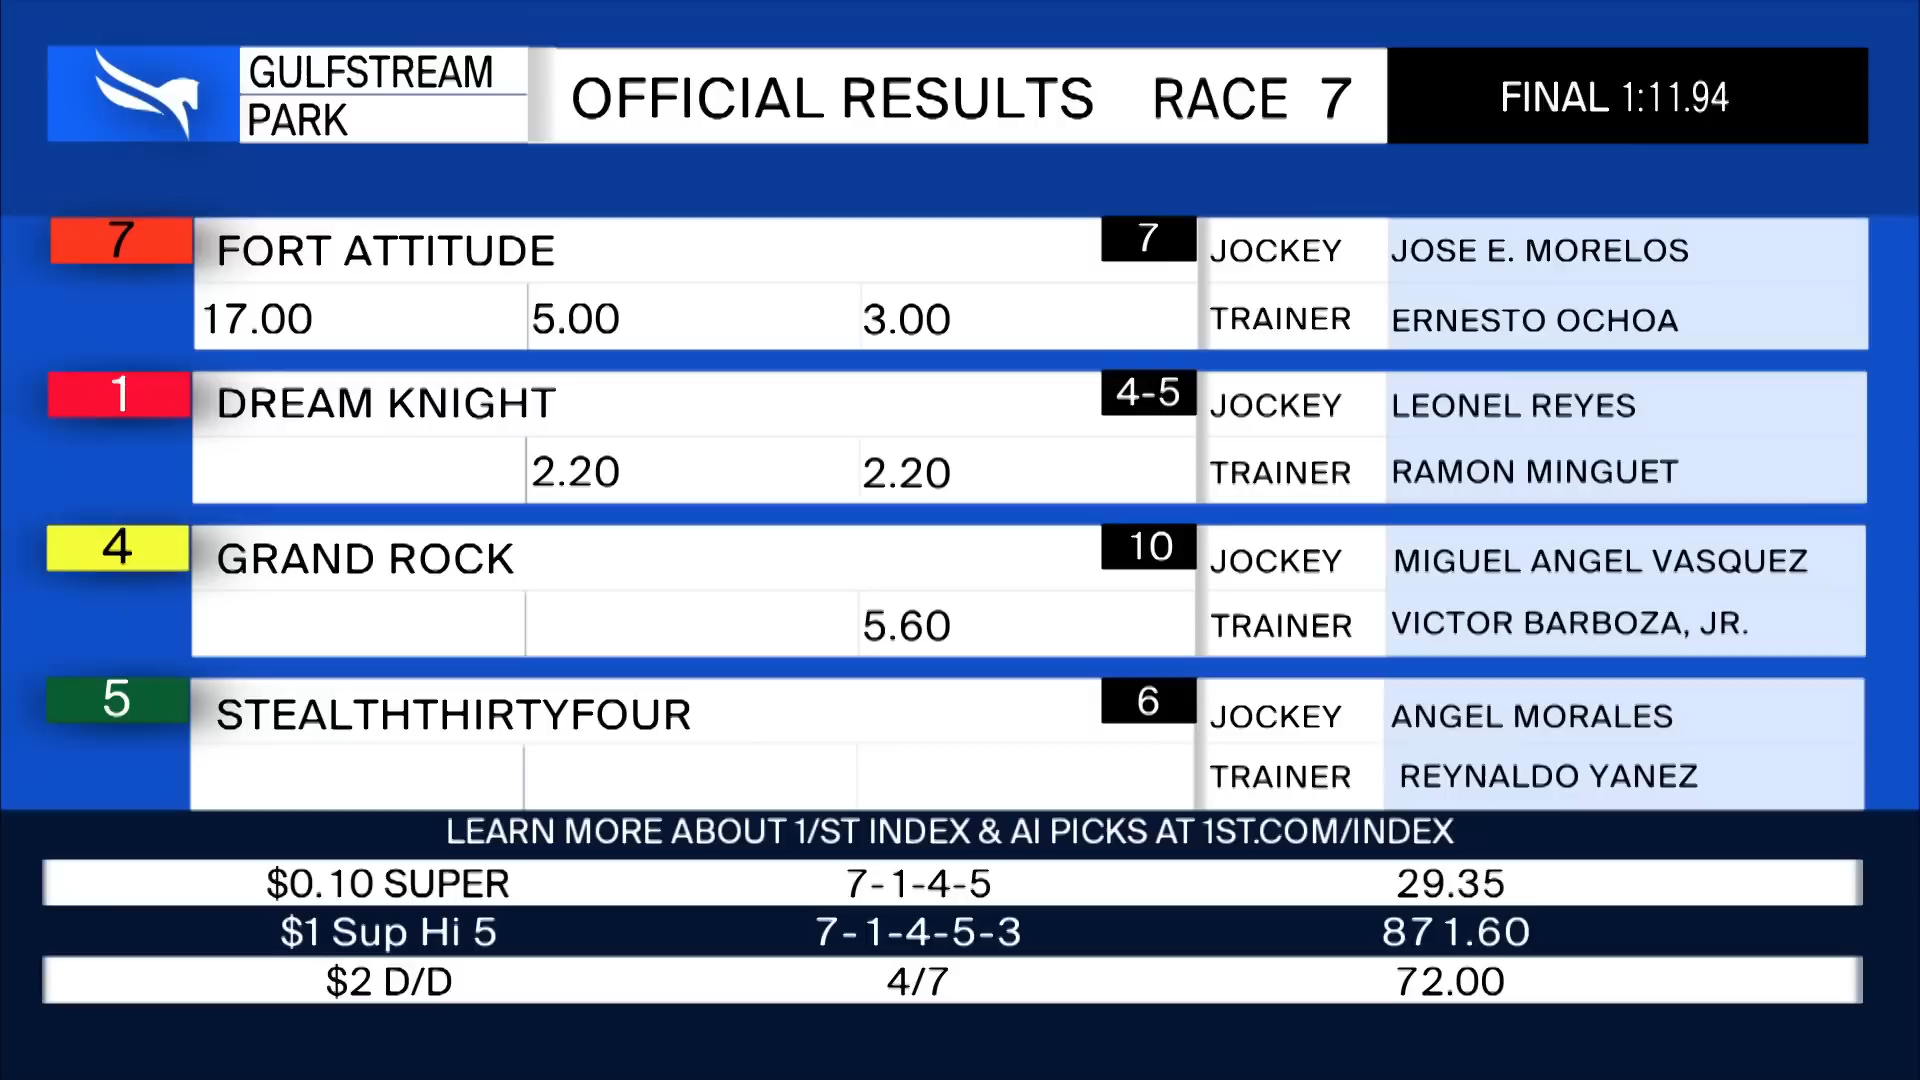 GULFSTREAM
PARK
OFFICIAL RESULTS RACE 7
FINAL 1:11.94
7 FORT ATTITUDE 7 JOCKEY JOSE E. MORELOS
17.00 5.00 3.00 TRAINER ERNESTO OCHOA
1 DREAM KNIGHT 4-5 JOCKEY LEONEL REYES
2.20 2.20 TRAINER RAMON MINGUET
4 GRAND ROCK 10 JOCKEY MIGUEL ANGEL VASQUEZ
5.60 TRAINER VICTOR BARBOZA, JR.
5 STEALTHTHIRTYFOUR 6 JOCKEY ANGEL MORALES
TRAINER REYNALDO YANEZ
LEARN MORE ABOUT 1/ST INDEX & AI PICKS AT 1ST.COM/INDEX
$0.10 SUPER 7-1-4-5 29.35
$1 Sup Hi 5 7-1-4-5-3 871.60
$2 D/D 4/7 72.00